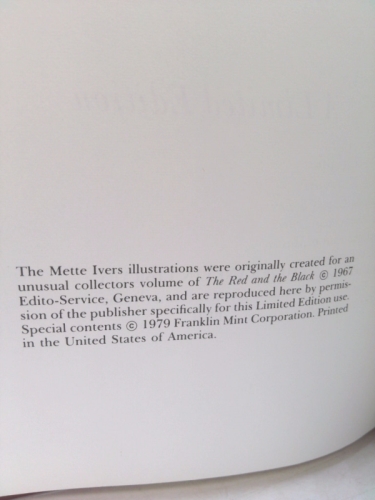 The Mette Ivers illustrations were originally created for an
unusual collectors volume of The Red and the Black © 1967
Edito-Service, Geneva, and are reproduced here by permis-
sion of the publisher specifically for this Limited Edition use.
Special contents © 1979 Franklin Mint Corporation. Printed
in the United States of America.